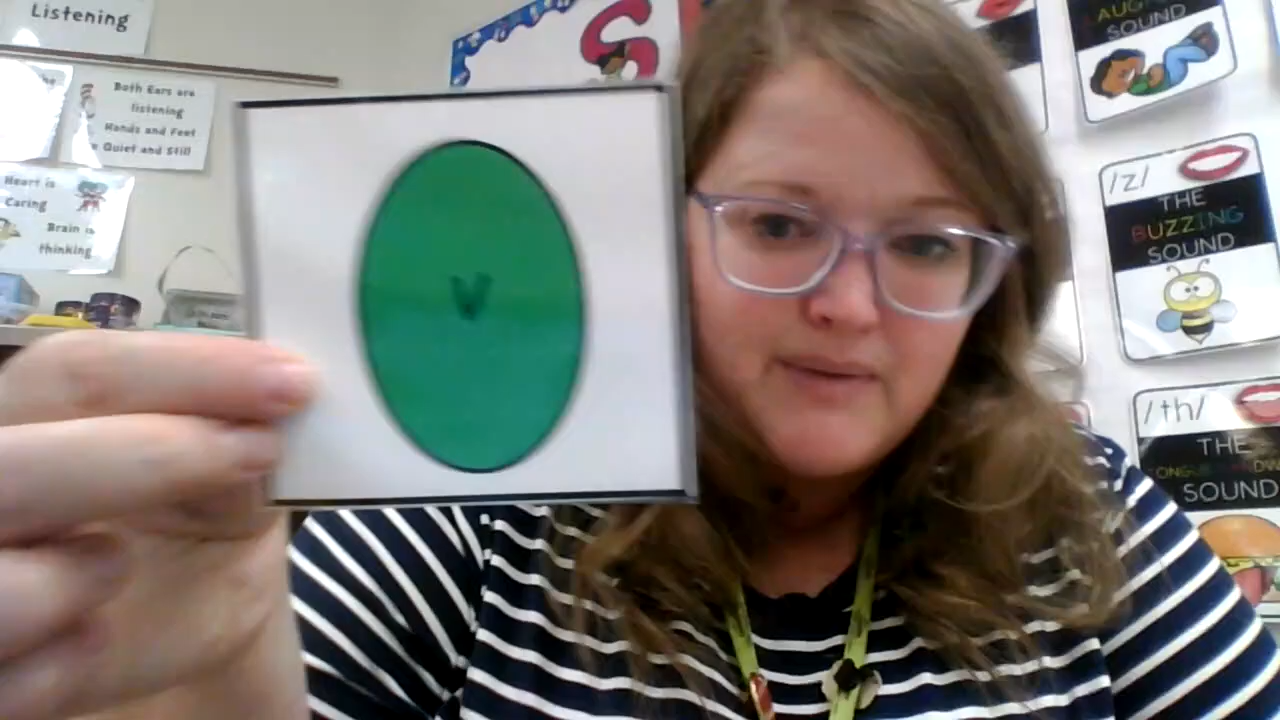 Listening
Both Ears are
listening
Hands and Feet
Quiet and Still
Heart is
Caring
Brain is
thinking
S
V
SOUND
/z/
THE
BUZZING
SOUND
/th/
THE
SOUND